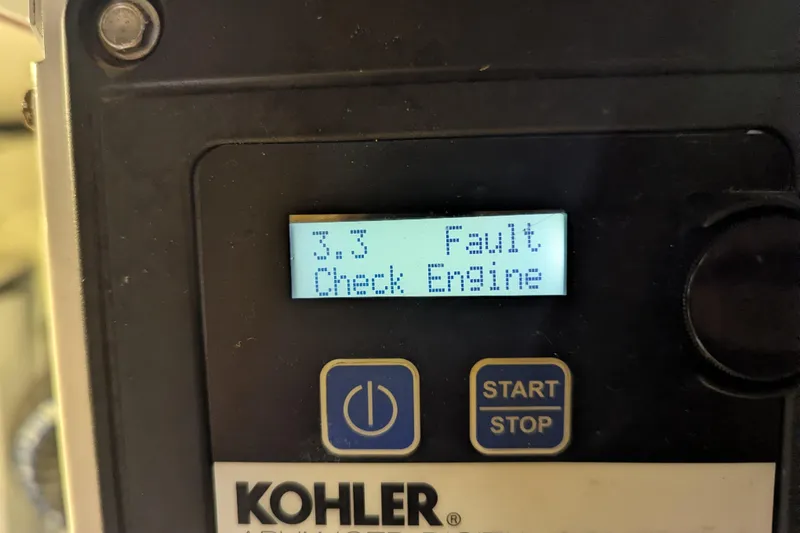 3.3 Fault
Check Engine
START
STOP
KOHLER®